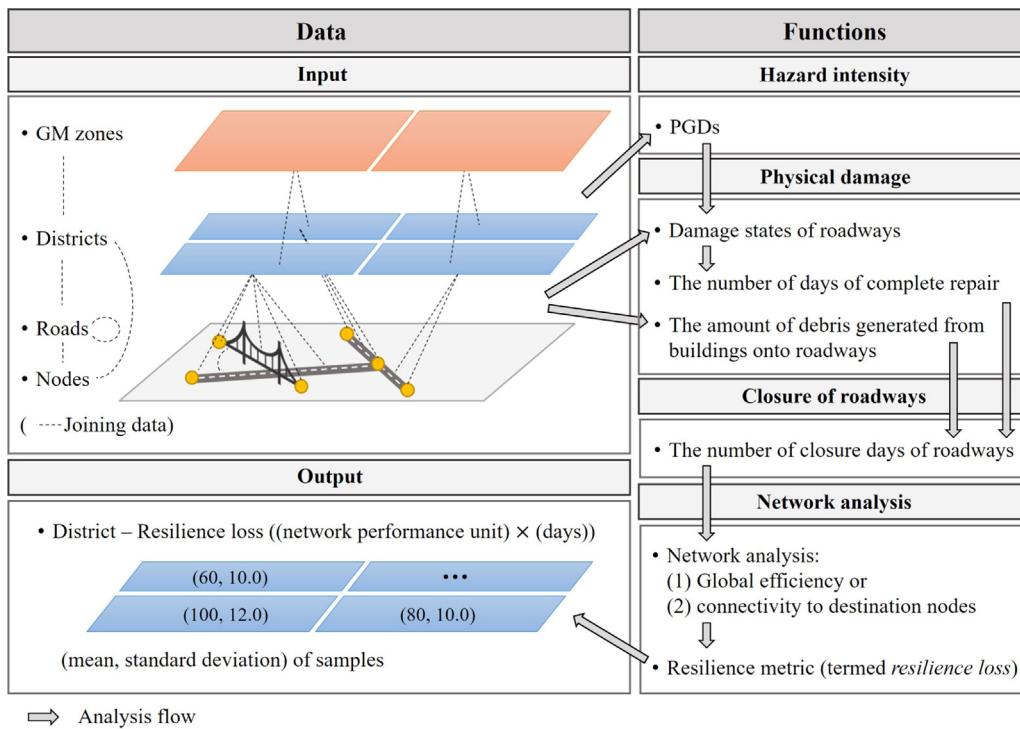 Data
Input
• GM zones
• Districts
• Roads
• Nodes
( ----Joining data)
Output
• District – Resilience loss ((network performance unit) × (days))
(60, 10.0)
•••
(100, 12.0)
(80, 10.0)
(mean, standard deviation) of samples
Analysis flow
Functions
Hazard intensity
• PGDs
Physical damage
• Damage states of roadways
• The number of days of complete repair
• The amount of debris generated from
buildings onto roadways
Closure of roadways
• The number of closure days of roadways
Network analysis
• Network analysis:
(1) Global efficiency or
(2) connectivity to destination nodes
• Resilience metric (termed resilience loss)